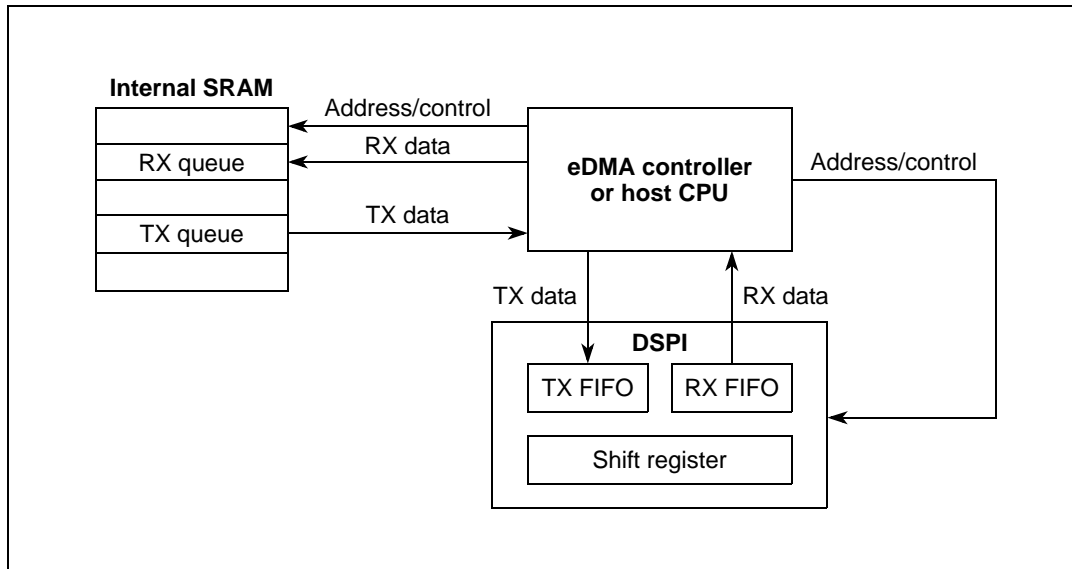 Internal SRAM
Address/control
RX data
RX queue
TX data
TX queue
eDMA controller
or host CPU
Address/control
TX data
RX data
DSPI
TX FIFO
RX FIFO
Shift register